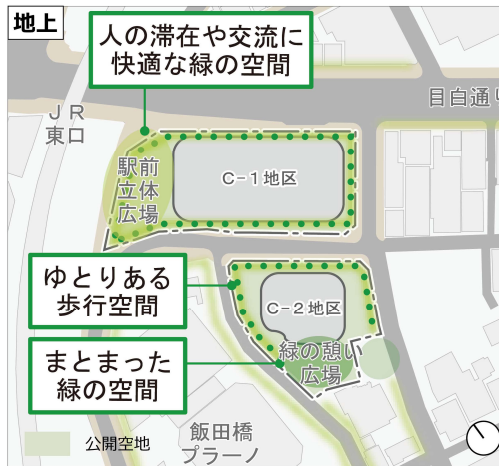 地上
人の滞在や交流に
快適な緑の空間
JR
東口
目白通り
駅前
立体
広場
C-1地区
ゆとりある
歩行空間
C-2地区
まとまった
緑の空間
緑の憩い
広場
公開空地
飯田橋
プラーノ